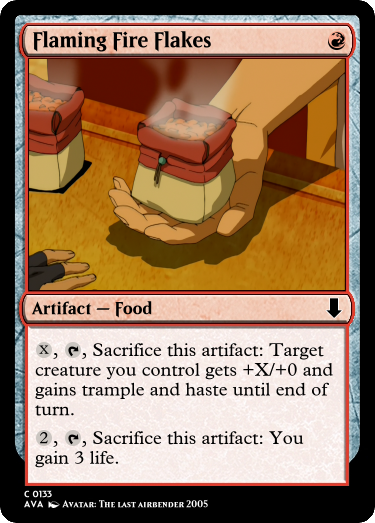 Flaming Fire Flakes
Artifact — Food
X, , Sacrifice this artifact: Target
creature you control gets +X/+0 and
gains trample and haste until end of
turn.
2, , Sacrifice this artifact: You
gain 3 life.
C 0133
AVA Avatar: The last airbender 2005